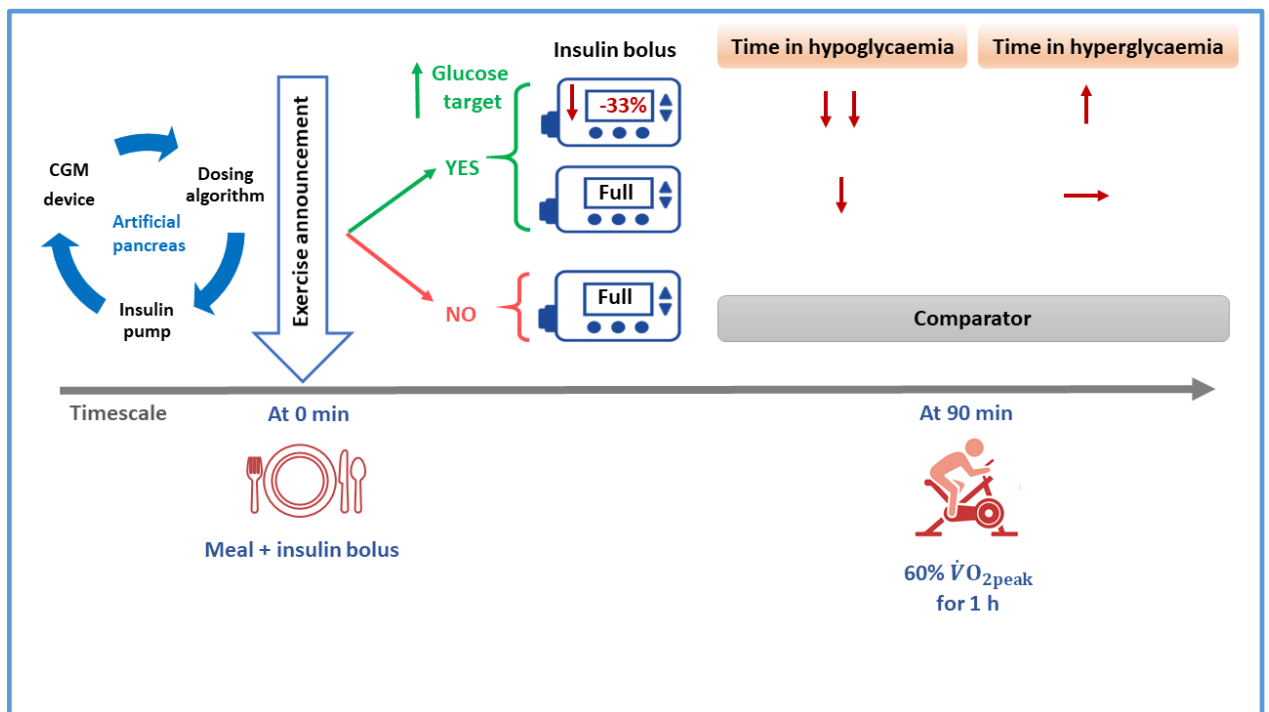 CGM
device
Dosing
algorithm
Artificial
pancreas
Insulin
pump
Exercise announcement
Glucose
target
YES
NO
Insulin bolus
-33%
Full
Full
Time in hypoglycaemia
Time in hyperglycaemia
Comparator
Timescale
At 0 min
At 90 min
Meal + insulin bolus
60% V̇O₂peak
for 1 h